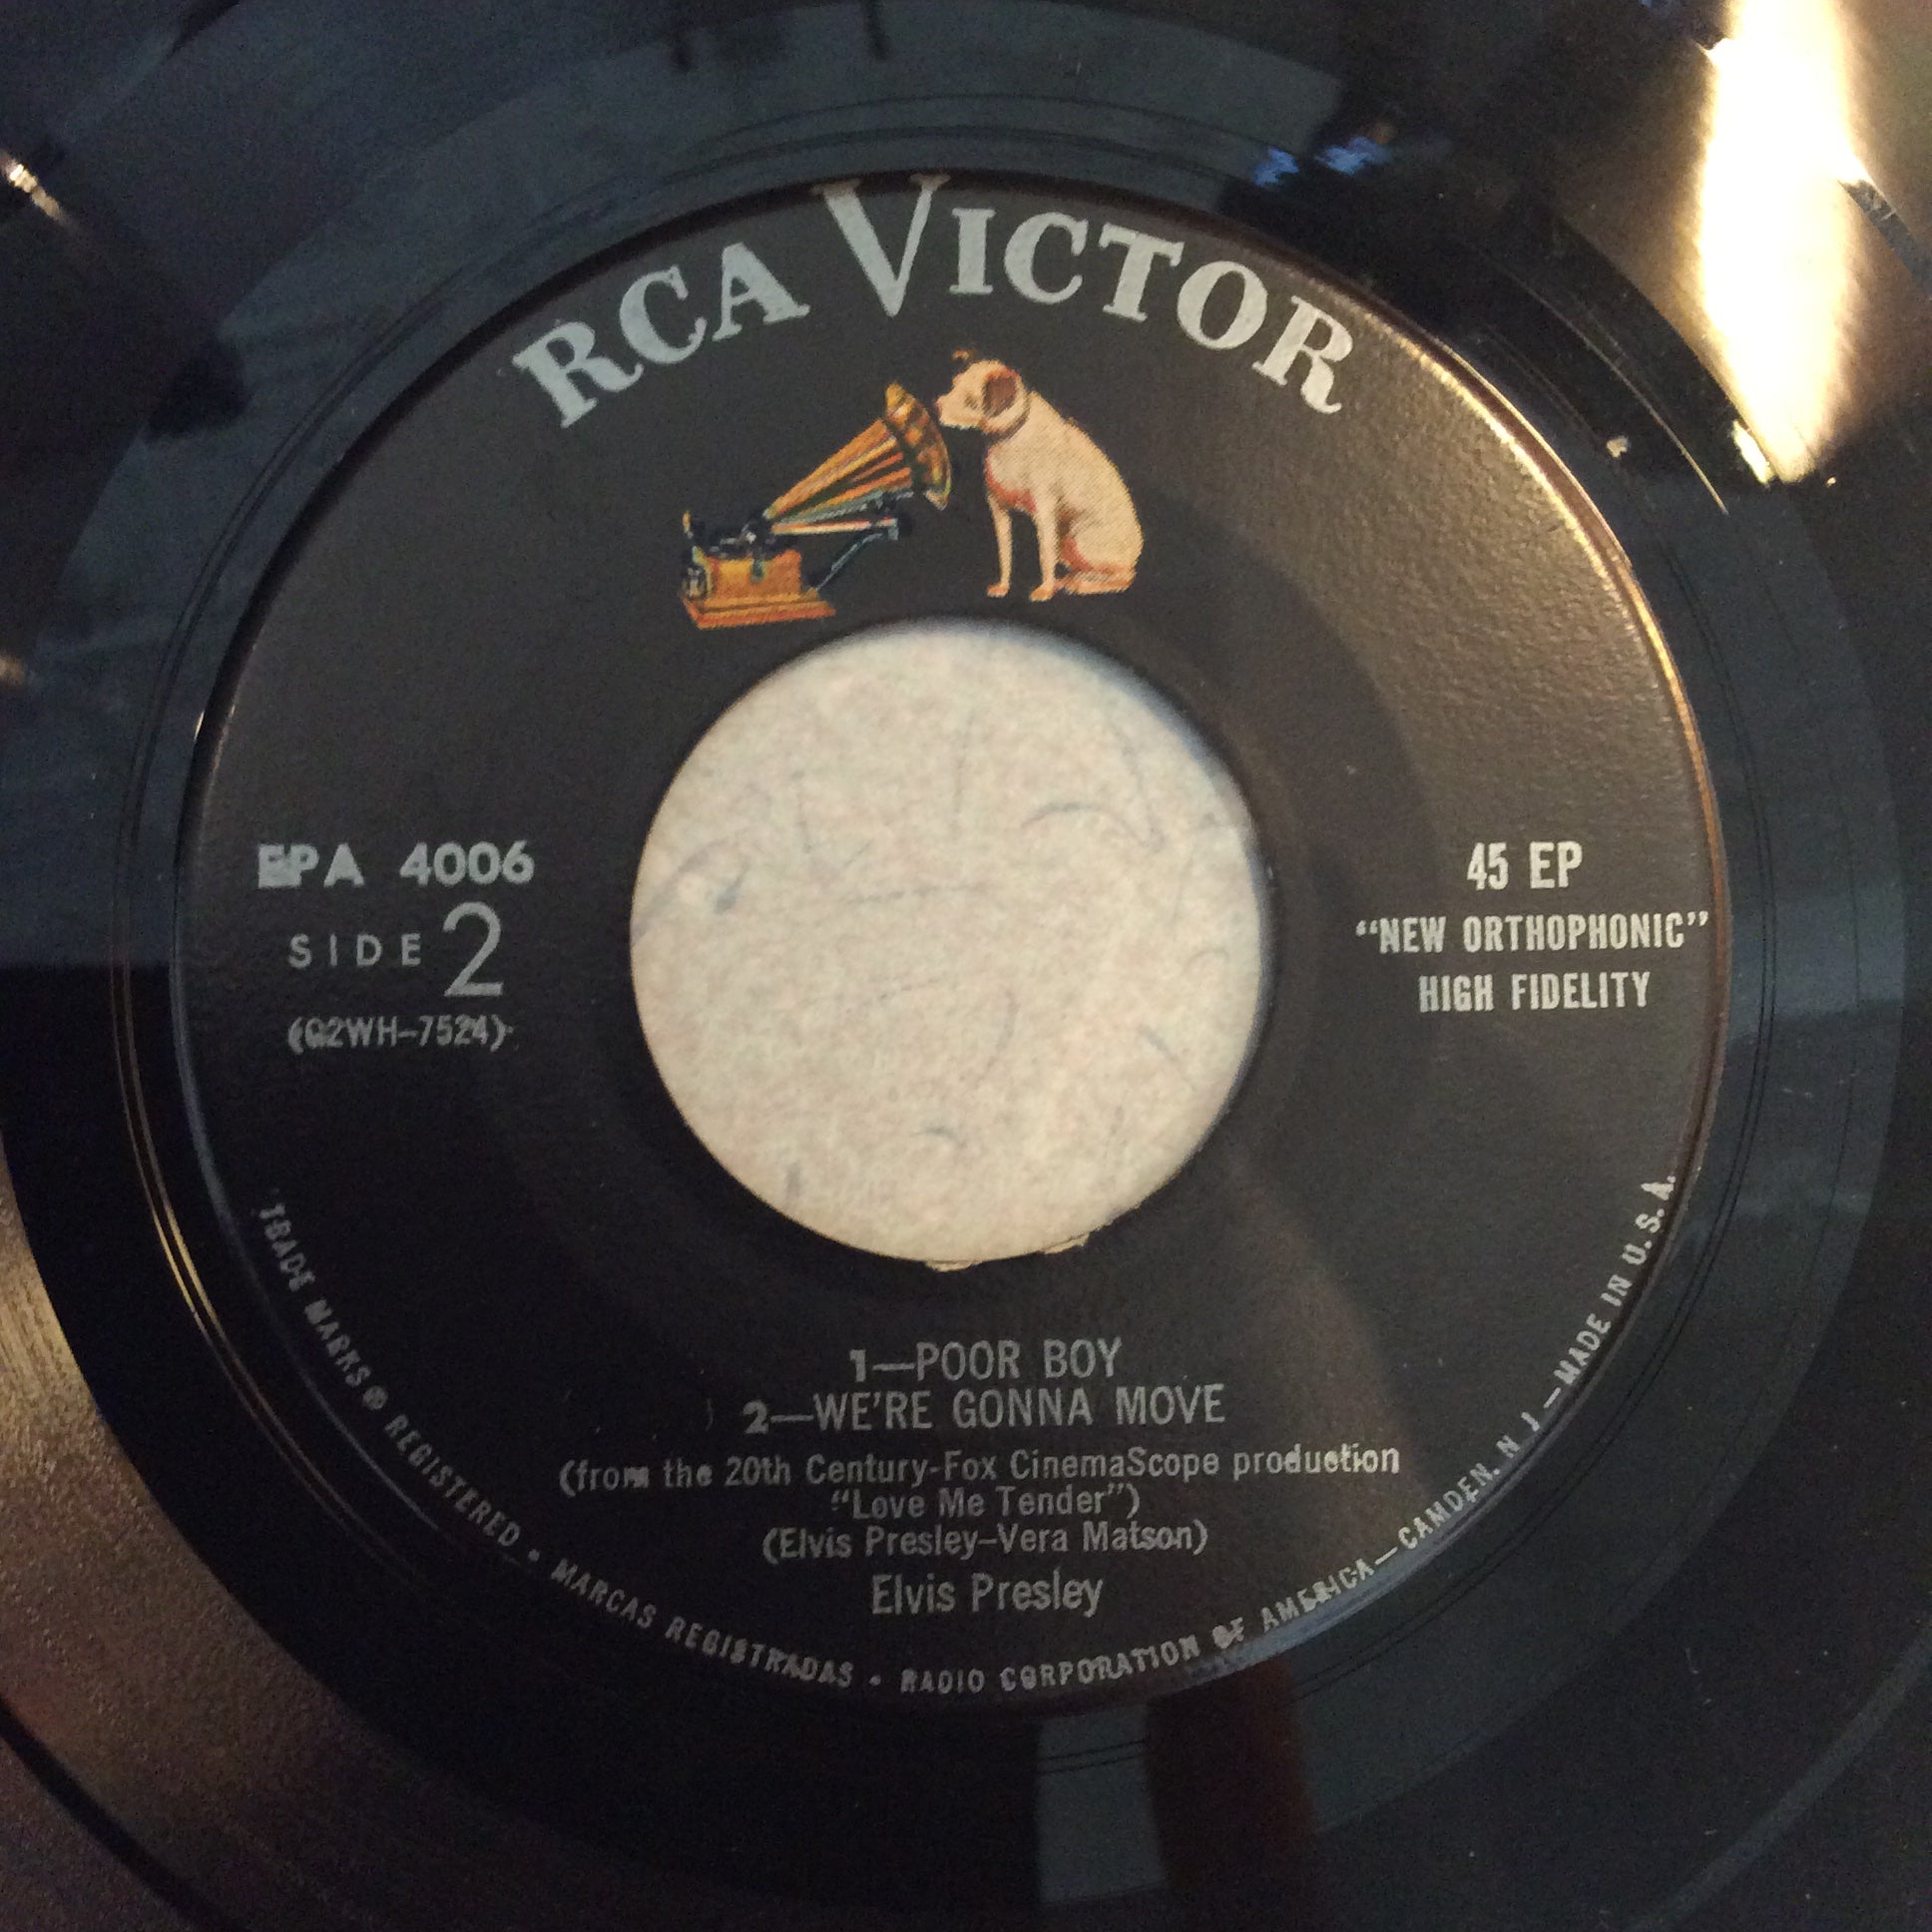 RCA VICTOR
EPA 4006
SIDE 2
(G2WH-7524)
45 EP
"NEW ORTHOPHONIC"
HIGH FIDELITY
1—POOR BOY
2—WE'RE GONNA MOVE
(from the 20th Century-Fox CinemaScope production
"Love Me Tender")
(Elvis Presley-Vera Matson)
Elvis Presley
TRADE MARKS ® REGISTERED • MARCAS REGISTRADAS • RADIO CORPORATION OF AMERICA—CAMDEN, N. J.—MADE IN U. S. A.